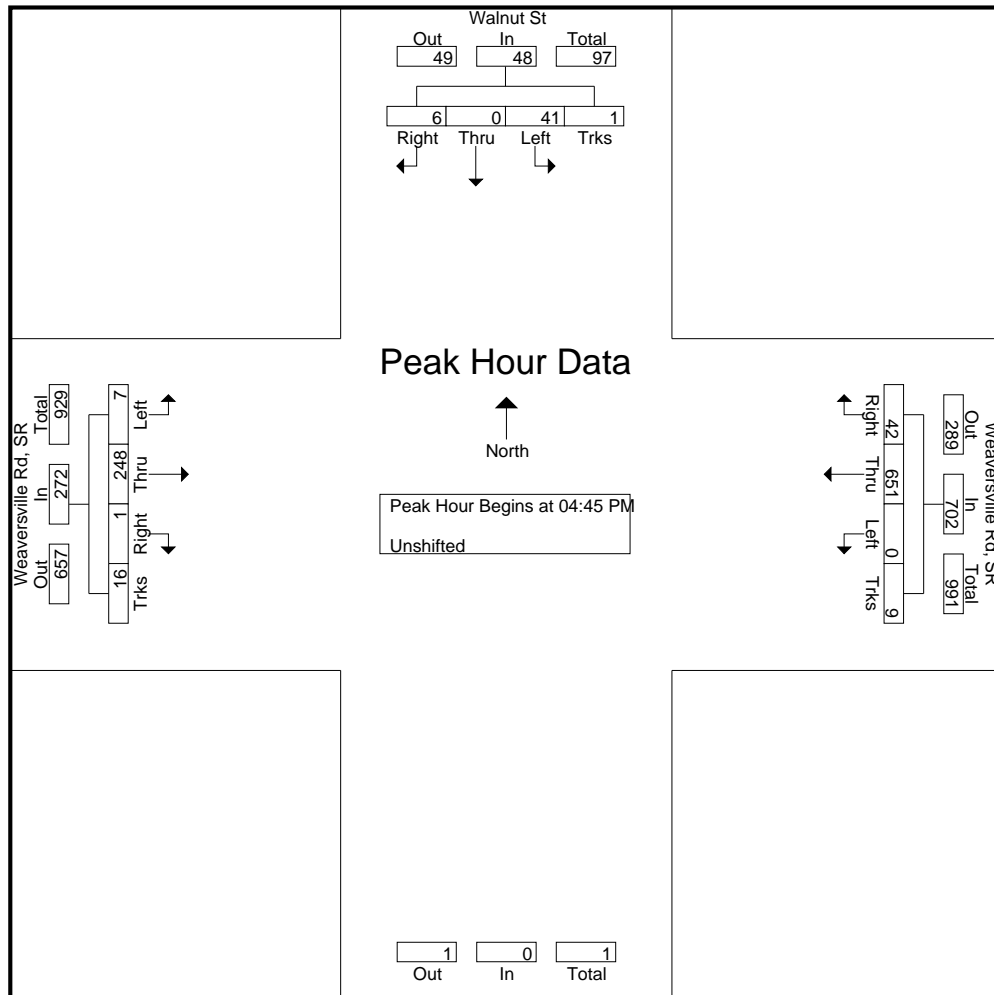 Walnut St
Out In Total
49 48 97
6 0 41 1
Right Thru Left Trks
Peak Hour Data
North
Peak Hour Begins at 04:45 PM
Unshifted
Weaversville Rd, SR
Out In Total
657 272 929
7 248 1 16
Left Thru Right Trks
Weaversville Rd, SR
Out In Total
289 702 991
42 651 0 9
Right Thru Left Trks
1 0 1
Out In Total